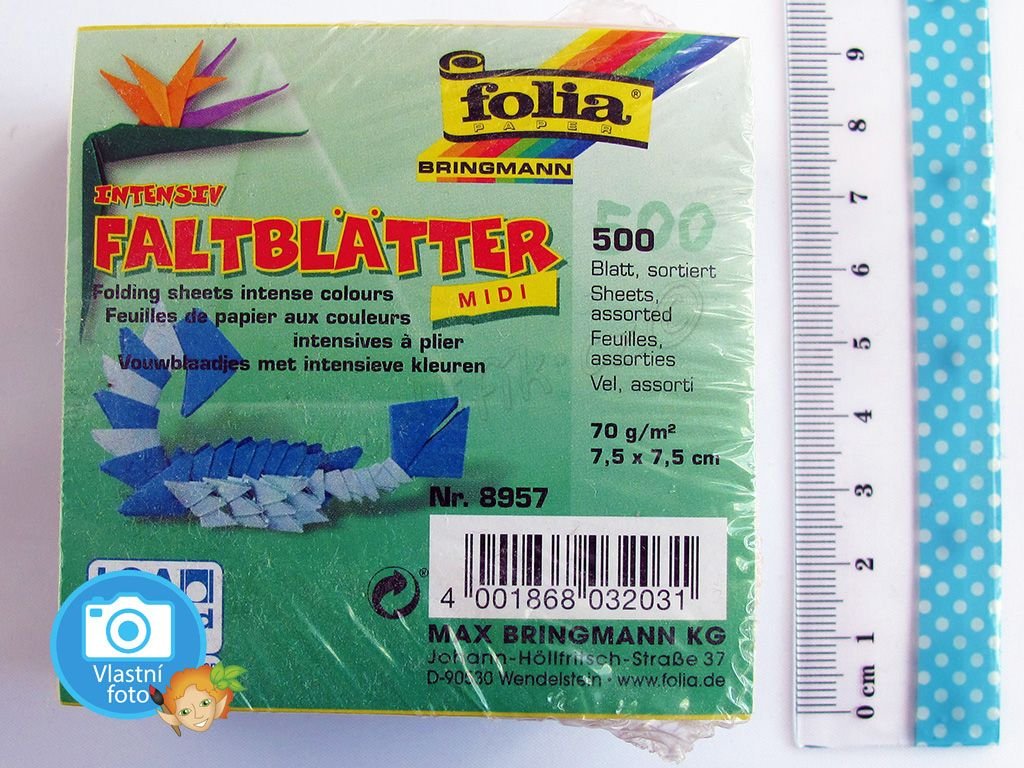 folia®
PAPER
BRINGMANN
INTENSIV
FALTBLÄTTER
MIDI
Folding sheets intense colours
Feuilles de papier aux couleurs
intensives à plier
Vouwblaadjes met intensieve kleuren
500
500
Blatt, sortiert
Sheets,
assorted
Feuilles,
assorties
Vel, assorti
70 g/m²
7,5 x 7,5 cm
Nr. 8957
4 001868 032031
MAX BRINGMANN KG
Johann-Höllfritsch-Straße 37
D-90530 Wendelstein · www.folia.de
Vlastní
foto
9
8
7
6
5
4
3
2
1
0 cm